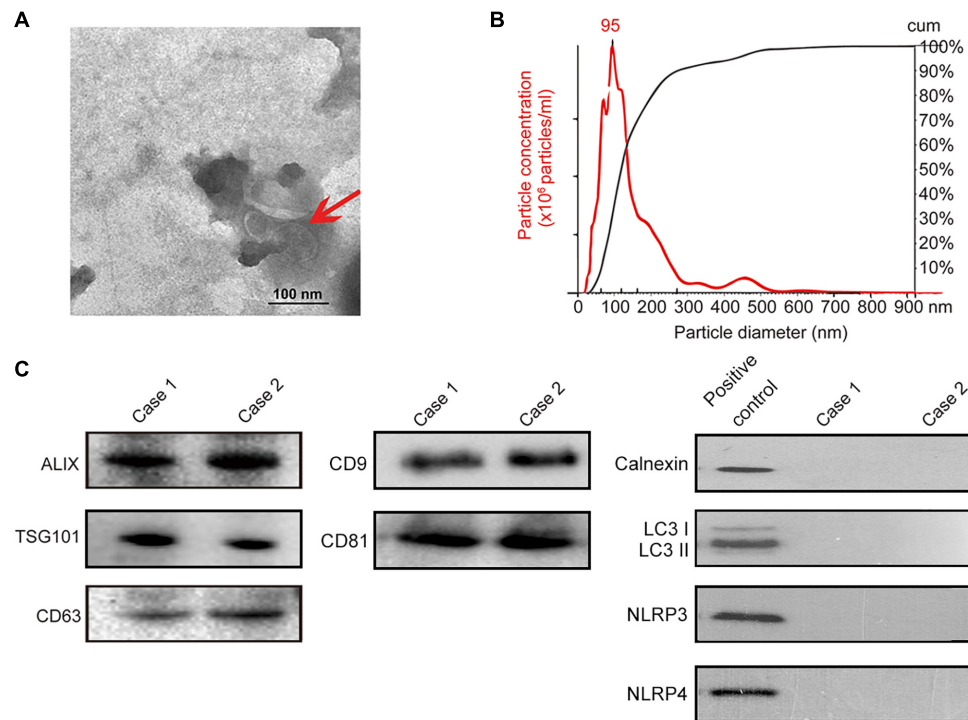 A
100 nm
B
95
cum
Particle concentration
(x10⁶ particles/ml)
100%
90%
80%
70%
60%
50%
40%
30%
20%
10%
0 100 200 300 400 500 600 700 800 900 nm
Particle diameter (nm)
C
Case 1
Case 2
ALIX
TSG101
CD63
Case 1
Case 2
CD9
CD81
Positive
control
Case 1
Case 2
Calnexin
LC3 I
LC3 II
NLRP3
NLRP4